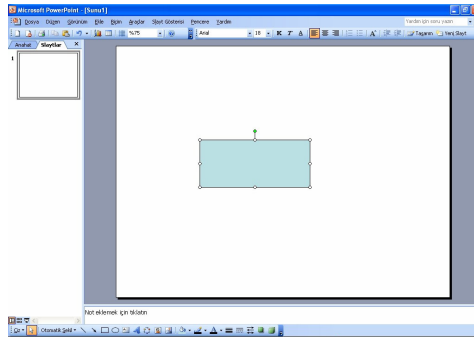 Microsoft PowerPoint - [Sunu1]
Dosya Düzen Görünüm Ekle Biçim Araçlar Slayt Gösterisi Pencere Yardım
Yardım için soru yazın
%75 Arial 18 K T A Tasarım Yeni Slayt
Anahat Slaytlar
1
Not eklemek için tıklatın
Otomatik Şekil